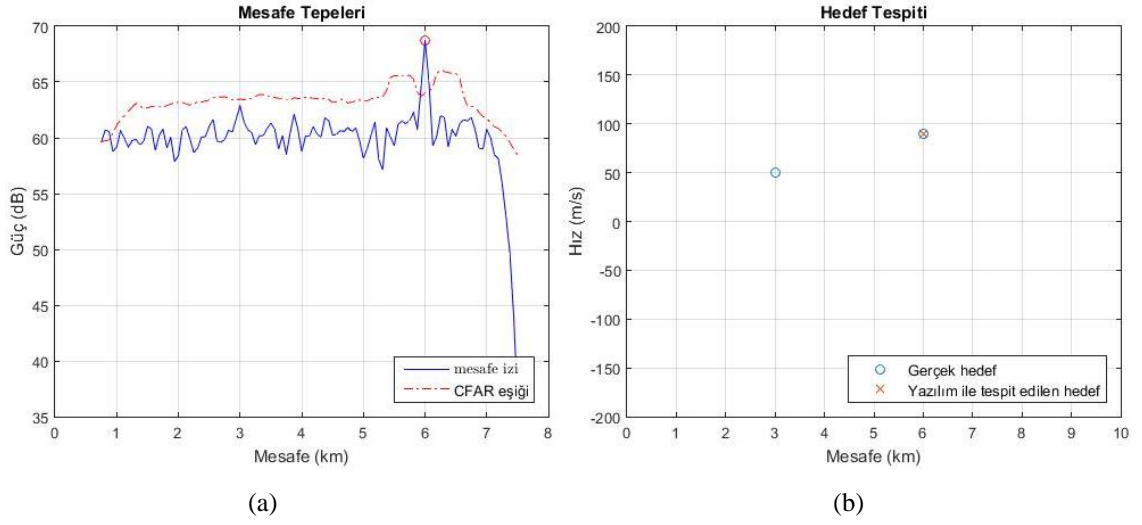 Mesafe Tepeleri
70
65
60
55
50
45
40
35
Güç (dB)
mesafe izi
CFAR eşiği
0 1 2 3 4 5 6 7 8
Mesafe (km)
(a)
Hedef Tespiti
200
150
100
50
0
-50
-100
-150
-200
Hız (m/s)
Gerçek hedef
Yazılım ile tespit edilen hedef
0 1 2 3 4 5 6 7 8 9 10
Mesafe (km)
(b)